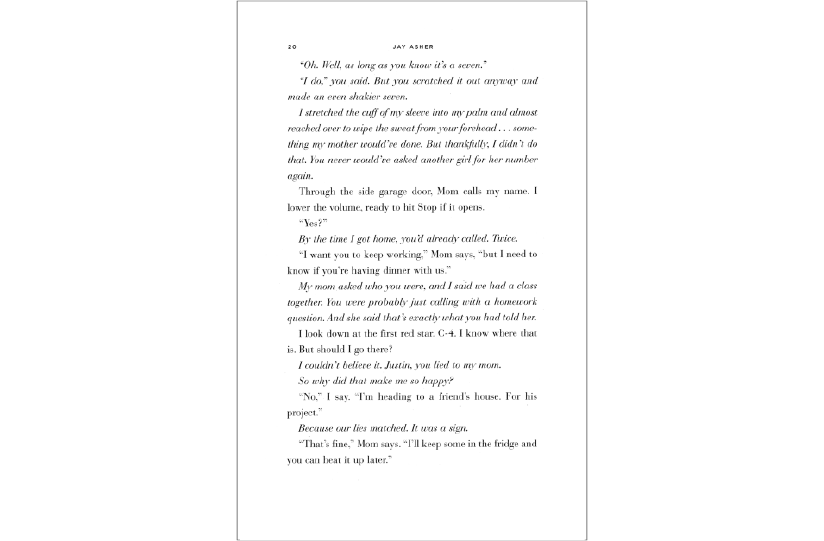 20
JAY ASHER
"Oh. Well, as long as you know it's a seven."
"I do," you said. But you scratched it out anyway and
made an even shakier seven.
I stretched the cuff of my sleeve into my palm and almost
reached over to wipe the sweat from your forehead . . . some-
thing my mother would've done. But thankfully, I didn't do
that. You never would've asked another girl for her number
again.
Through the side garage door, Mom calls my name. I
lower the volume, ready to hit Stop if it opens.
"Yes?"
By the time I got home, you'd already called. Twice.
"I want you to keep working," Mom says, "but I need to
know if you're having dinner with us."
My mom asked who you were, and I said we had a class
together. You were probably just calling with a homework
question. And she said that's exactly what you had told her.
I look down at the first red star. C-4. I know where that
is. But should I go there?
I couldn't believe it. Justin, you lied to my mom.
So why did that make me so happy?
"No," I say. "I'm heading to a friend's house. For his
project."
Because our lies matched. It was a sign.
"That's fine," Mom says. "I'll keep some in the fridge and
you can heat it up later."